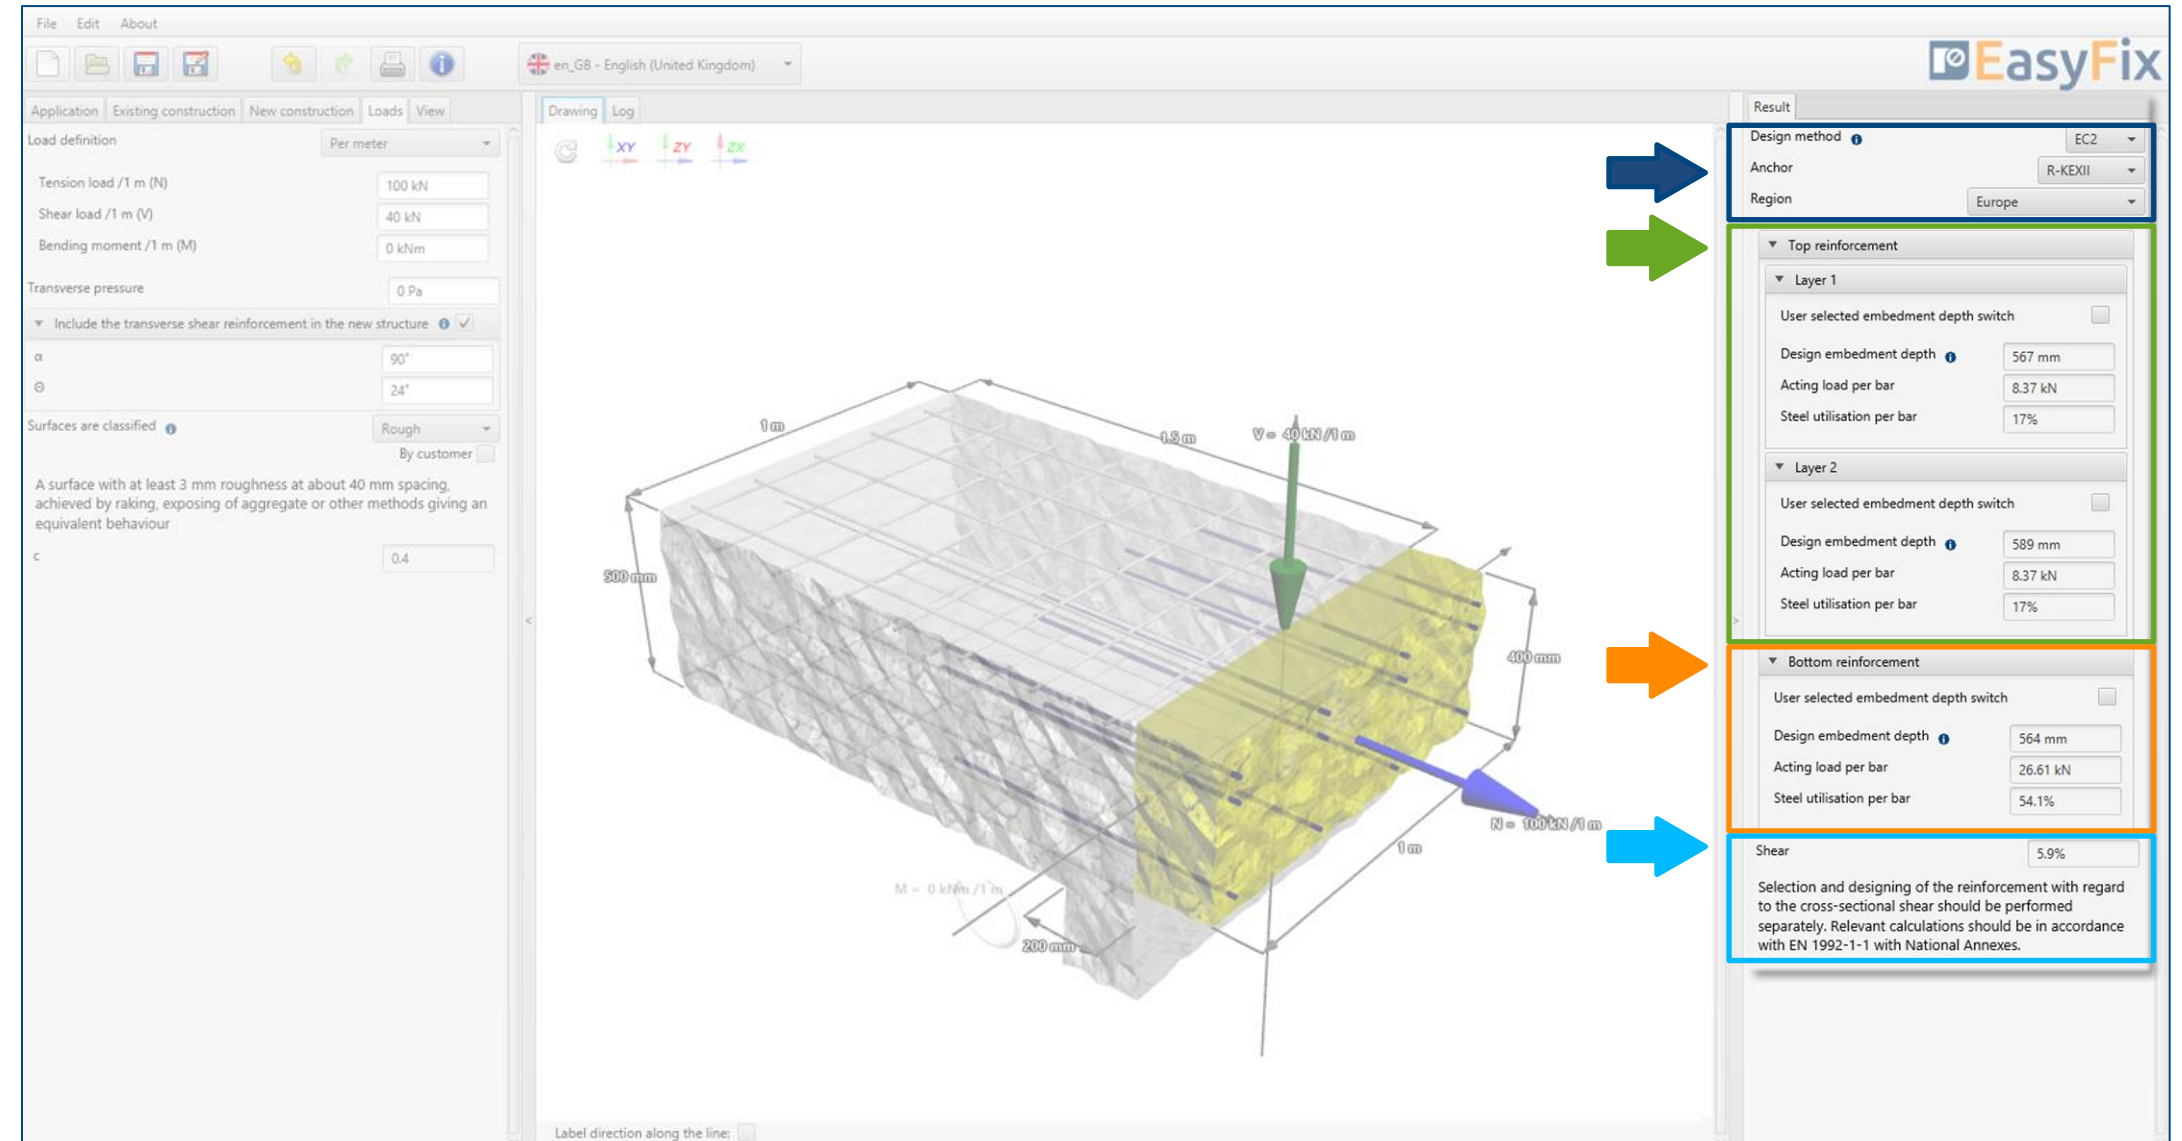 File Edit About
en_GB - English (United Kingdom)
EasyFix
Application Existing construction New construction Loads View
Drawing Log
Result
Load definition Per meter
Tension load /1 m (N) 100 kN
Shear load /1 m (V) 40 kN
Bending moment /1 m (M) 0 kNm
Transverse pressure 0 Pa
Include the transverse shear reinforcement in the new structure
α 90°
Θ 24°
Surfaces are classified Rough
By customer
A surface with at least 3 mm roughness at about 40 mm spacing,
achieved by raking, exposing of aggregate or other methods giving an
equivalent behaviour
c 0.4
XY ZY ZX
1 m
1.5 m
V = 40 kN /1 m
500 mm
400 mm
N = 100 kN /1 m
1 m
M = 0 kNm /1 m
200 mm
Label direction along the line:
Design method EC2
Anchor R-KEXII
Region Europe
Top reinforcement
Layer 1
User selected embedment depth switch
Design embedment depth 567 mm
Acting load per bar 8.37 kN
Steel utilisation per bar 17%
Layer 2
User selected embedment depth switch
Design embedment depth 589 mm
Acting load per bar 8.37 kN
Steel utilisation per bar 17%
Bottom reinforcement
User selected embedment depth switch
Design embedment depth 564 mm
Acting load per bar 26.61 kN
Steel utilisation per bar 54.1%
Shear 5.9%
Selection and designing of the reinforcement with regard
to the cross-sectional shear should be performed
separately. Relevant calculations should be in accordance
with EN 1992-1-1 with National Annexes.